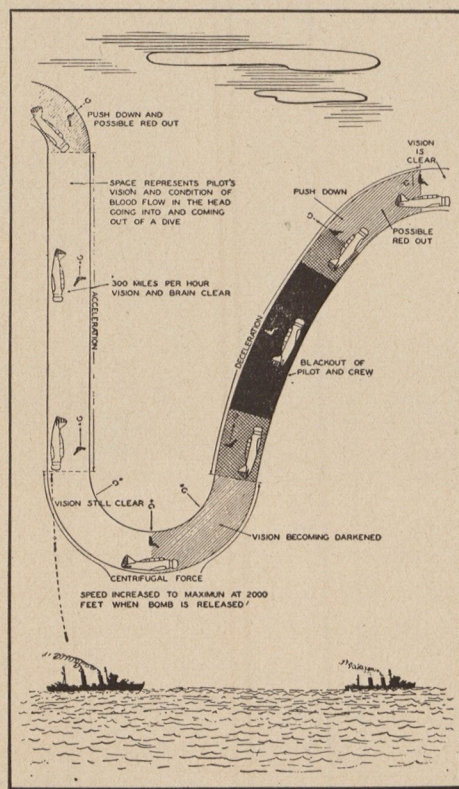 PUSH DOWN AND
POSSIBLE RED OUT
SPACE REPRESENTS PILOT'S
VISION AND CONDITION OF
BLOOD FLOW IN THE HEAD
GOING INTO AND COMING
OUT OF A DIVE
300 MILES PER HOUR
VISION AND BRAIN CLEAR
ACCELERATION
VISION STILL CLEAR
CENTRIFUGAL FORCE
SPEED INCREASED TO MAXIMUN AT 2000
FEET WHEN BOMB IS RELEASED!
VISION BECOMING DARKENED
BLACKOUT OF
PILOT AND CREW
DECELERATION
PUSH DOWN
POSSIBLE
RED OUT
VISION
IS
CLEAR